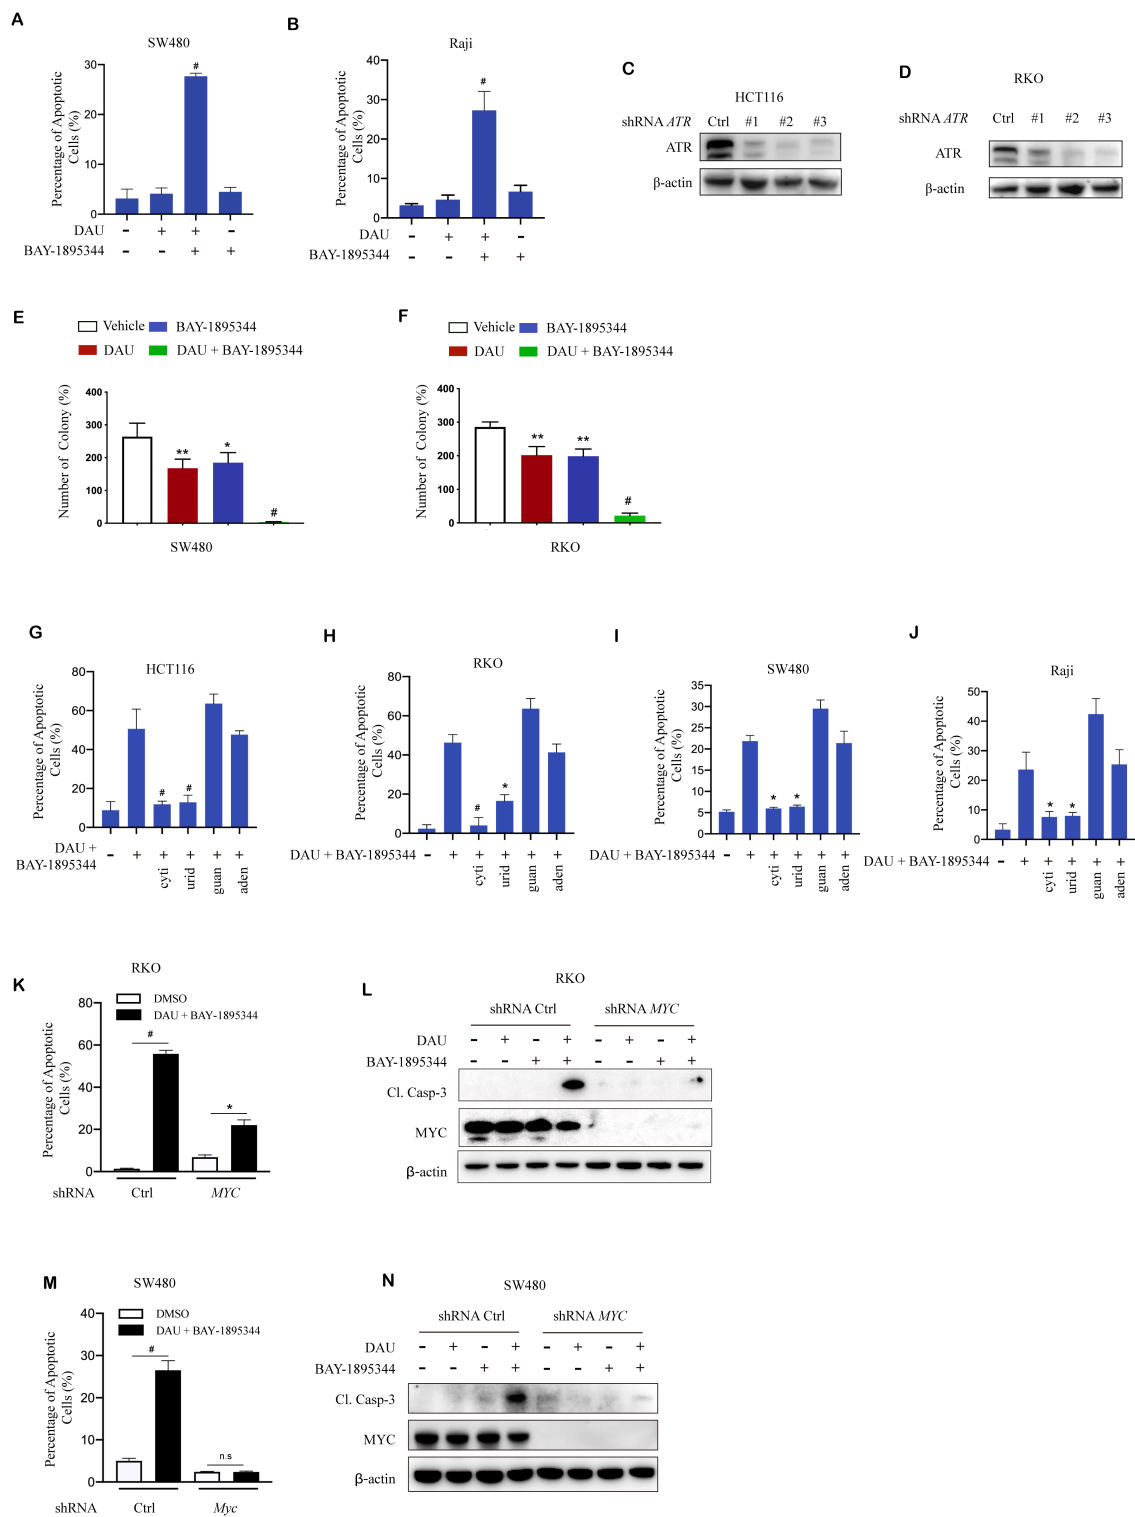 A
SW480
Percentage of Apoptotic
Cells (%)
30
20
10
0
#
DAU - + + -
BAY-1895344 - - + +
B
Raji
Percentage of Apoptotic
Cells (%)
40
30
20
10
0
#
DAU - + + -
BAY-1895344 - - + +
C
HCT116
shRNA ATR Ctrl #1 #2 #3
ATR
β-actin
D
RKO
shRNA ATR Ctrl #1 #2 #3
ATR
β-actin
E
Vehicle BAY-1895344
DAU DAU + BAY-1895344
Number of Colony (%)
400
300
200
100
0
** * #
SW480
F
Vehicle BAY-1895344
DAU DAU + BAY-1895344
Number of Colony (%)
400
300
200
100
0
** ** #
RKO
G
HCT116
Percentage of Apoptotic
Cells (%)
80
60
40
20
0
# #
DAU +
BAY-1895344 - + + + + +
cyti urid guan aden
H
RKO
Percentage of Apoptotic
Cells (%)
80
60
40
20
0
# *
DAU + BAY-1895344 - + + + + +
cyti urid guan aden
I
SW480
Percentage of Apoptotic
Cells (%)
35
30
25
20
15
10
5
0
* *
DAU + BAY-1895344 - + + + + +
cyti urid guan aden
J
Raji
Percentage of Apoptotic
Cells (%)
50
40
30
20
10
0
* *
DAU + BAY-1895344 - + + + + +
cyti urid guan aden
K
RKO
DMSO
DAU + BAY-1895344
Percentage of Apoptotic
Cells (%)
80
60
40
20
0
# *
shRNA Ctrl MYC
L
RKO
shRNA Ctrl shRNA MYC
DAU - + - + - + - +
BAY-1895344 - - + + - - + +
Cl. Casp-3
MYC
β-actin
M
SW480
DMSO
DAU + BAY-1895344
Percentage of Apoptotic
Cells (%)
40
30
20
10
0
# n.s
shRNA Ctrl Myc
N
SW480
shRNA Ctrl shRNA MYC
DAU - + - + - + - +
BAY-1895344 - - + + - - + +
Cl. Casp-3
MYC
β-actin